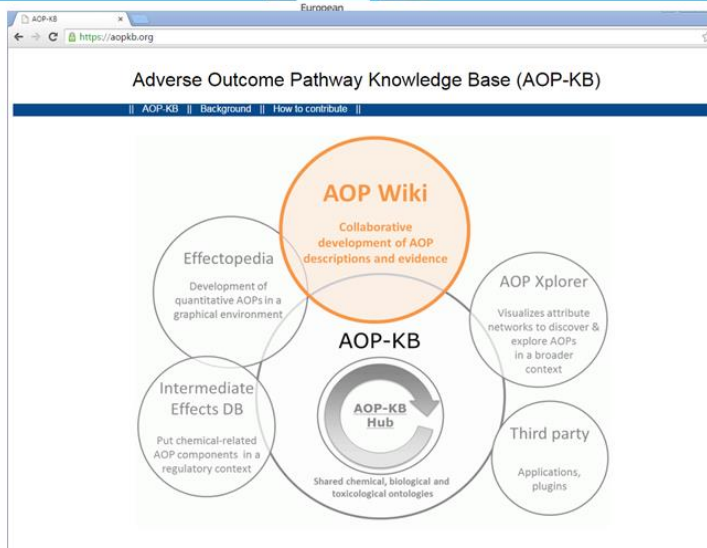 European
AOP-KB
https://aopkb.org
Adverse Outcome Pathway Knowledge Base (AOP-KB)
|| AOP-KB || Background || How to contribute ||
AOP Wiki
Collaborative
development of AOP
descriptions and evidence
Effectopedia
Development of
quantitative AOPs in a
graphical environment
AOP Xplorer
Visualizes attribute
networks to discover &
explore AOPs
in a broader
context
AOP-KB
AOP-KB
Hub
Shared chemical, biological and
toxicological ontologies
Intermediate
Effects DB
Put chemical-related
AOP components in a
regulatory context
Third party
Applications,
plugins